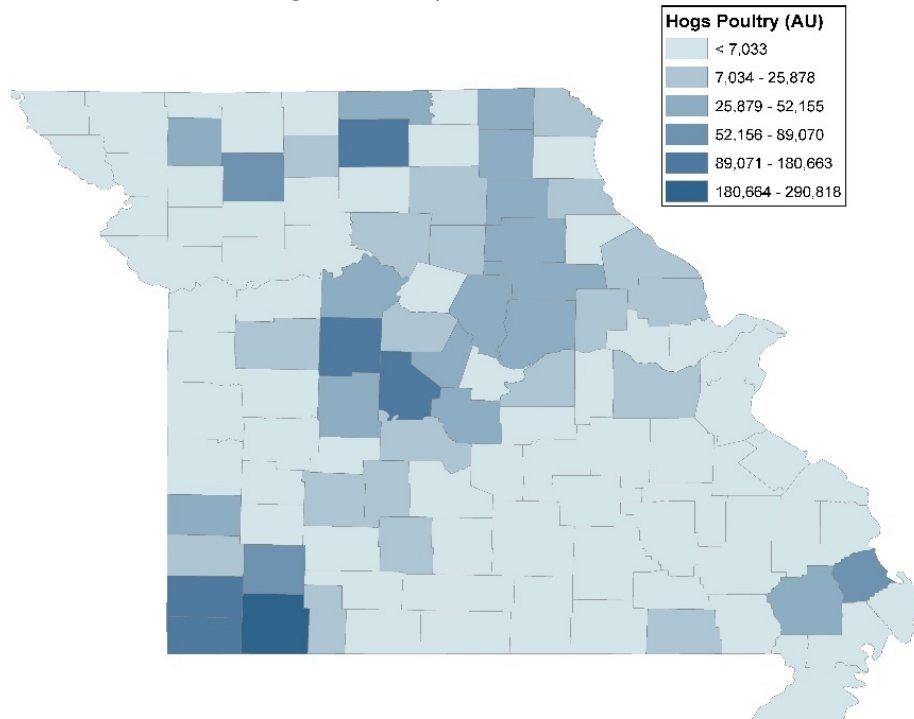 Hogs Poultry (AU)
< 7,033
7,034 - 25,878
25,879 - 52,155
52,156 - 89,070
89,071 - 180,663
180,664 - 290,818